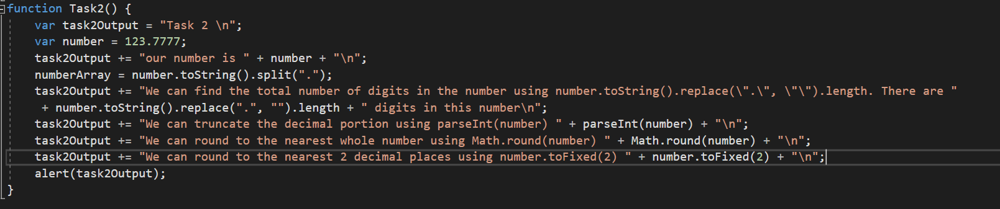 function Task2() {
var task2Output = "Task 2 \n";
var number = 123.7777;
task2Output += "our number is " + number + "\n";
numberArray = number.toString().split(".");
task2Output += "We can find the total number of digits in the number using number.toString().replace(\".\", \"\").length. There are "
+ number.toString().replace(".", "").length + " digits in this number\n";
task2Output += "We can truncate the decimal portion using parseInt(number) " + parseInt(number) + "\n";
task2Output += "We can round to the nearest whole number using Math.round(number) " + Math.round(number) + "\n";
task2Output += "We can round to the nearest 2 decimal places using number.toFixed(2) " + number.toFixed(2) + "\n";
alert(task2Output);
}